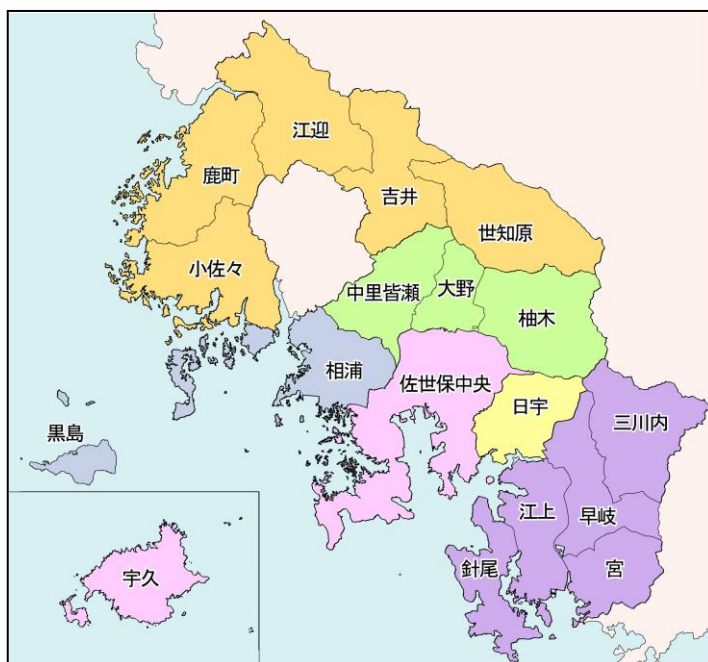 江迎
鹿町
吉井
世知原
小佐々
中里皆瀬
大野
柚木
相浦
佐世保中央
日宇
三川内
黒島
江上
早岐
針尾
宮
宇久